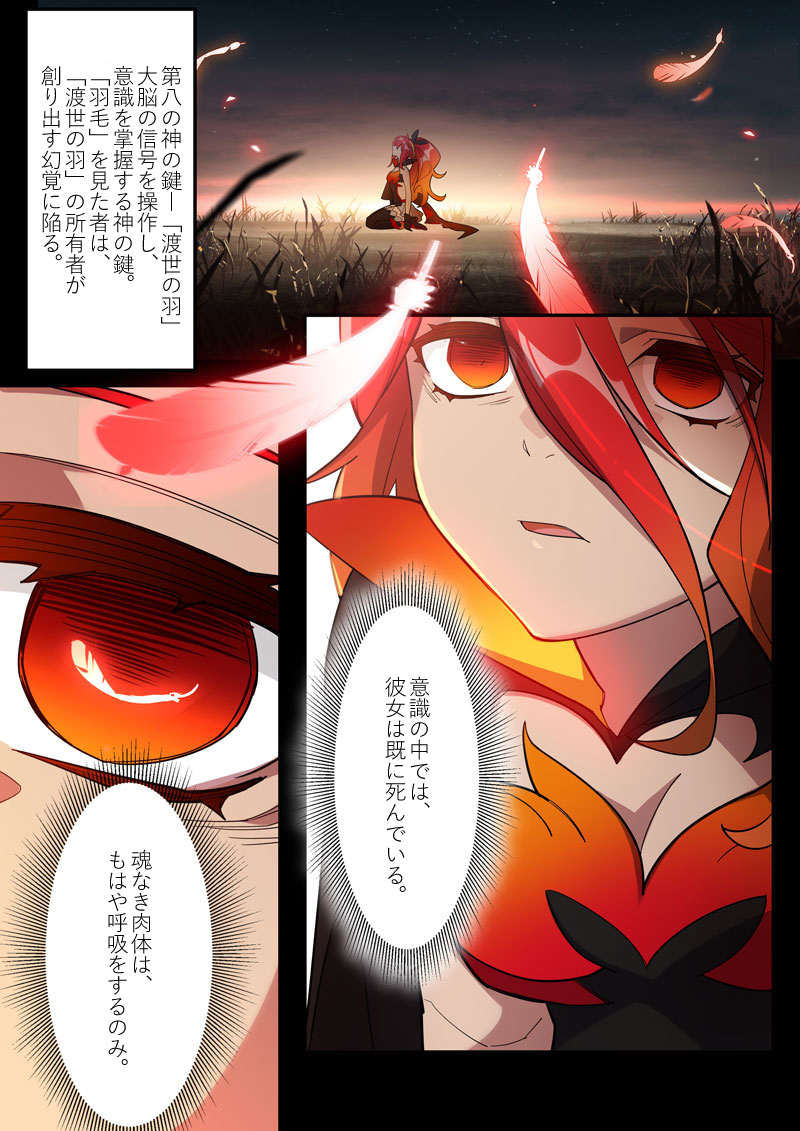 第八の神の鍵―「渡世の羽」
大脳の信号を操作し、
意識を掌握する神の鍵。
「羽毛」を見た者は、
「渡世の羽」の所有者が
創り出す幻覚に陥る。
意識の中では、
彼女は既に死んでいる。
魂なき肉体は、
もはや呼吸をするのみ。